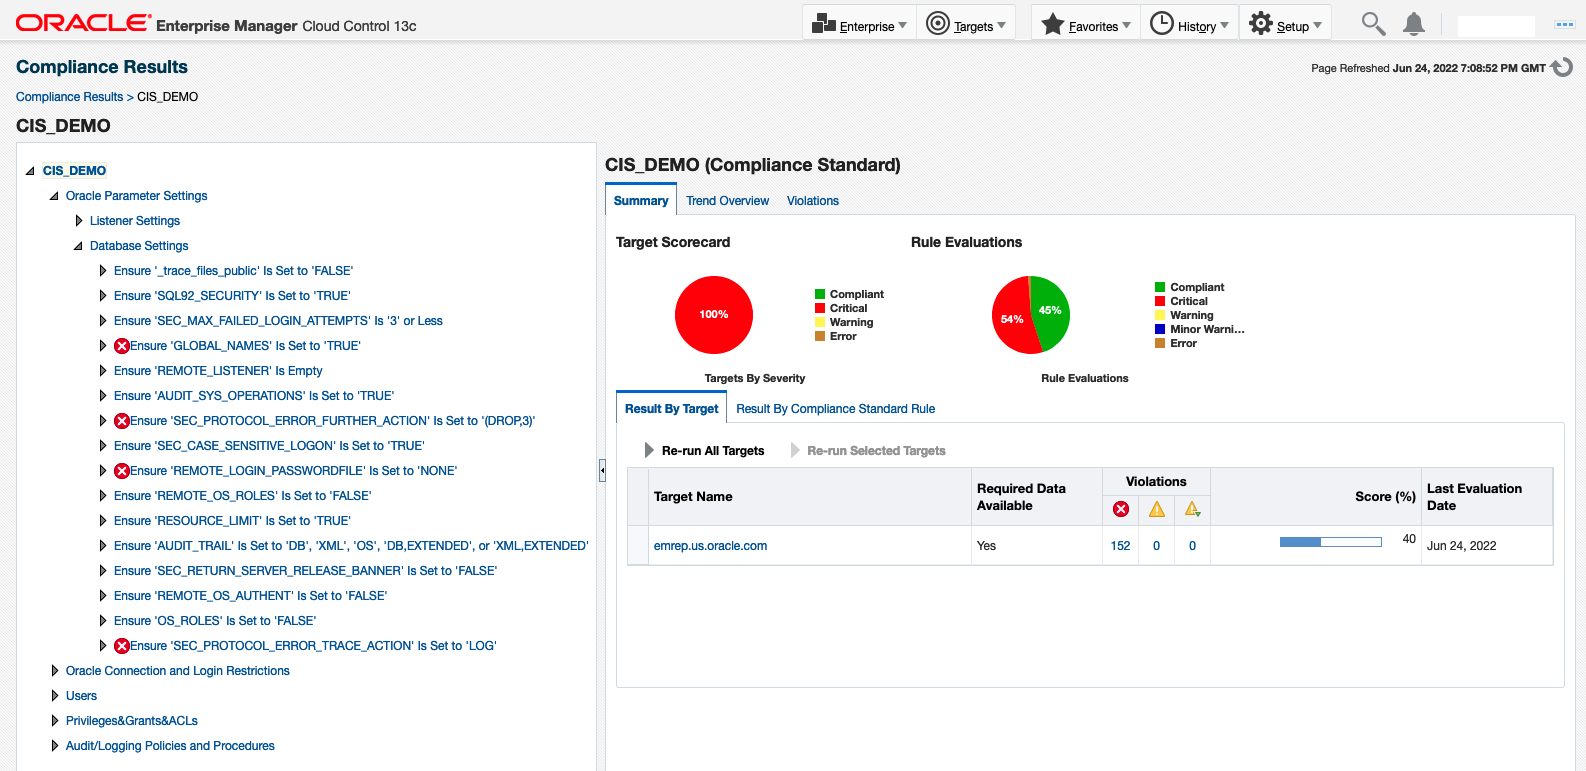 ORACLE® Enterprise Manager Cloud Control 13c
Enterprise
Targets
Favorites
History
Setup
Compliance Results
Page Refreshed Jun 24, 2022 7:08:52 PM GMT
Compliance Results > CIS_DEMO
CIS_DEMO
CIS_DEMO
Oracle Parameter Settings
Listener Settings
Database Settings
Ensure '_trace_files_public' Is Set to 'FALSE'
Ensure 'SQL92_SECURITY' Is Set to 'TRUE'
Ensure 'SEC_MAX_FAILED_LOGIN_ATTEMPTS' Is '3' or Less
Ensure 'GLOBAL_NAMES' Is Set to 'TRUE'
Ensure 'REMOTE_LISTENER' Is Empty
Ensure 'AUDIT_SYS_OPERATIONS' Is Set to 'TRUE'
Ensure 'SEC_PROTOCOL_ERROR_FURTHER_ACTION' Is Set to '(DROP,3)'
Ensure 'SEC_CASE_SENSITIVE_LOGON' Is Set to 'TRUE'
Ensure 'REMOTE_LOGIN_PASSWORDFILE' Is Set to 'NONE'
Ensure 'REMOTE_OS_ROLES' Is Set to 'FALSE'
Ensure 'RESOURCE_LIMIT' Is Set to 'TRUE'
Ensure 'AUDIT_TRAIL' Is Set to 'DB', 'XML', 'OS', 'DB,EXTENDED', or 'XML,EXTENDED'
Ensure 'SEC_RETURN_SERVER_RELEASE_BANNER' Is Set to 'FALSE'
Ensure 'REMOTE_OS_AUTHENT' Is Set to 'FALSE'
Ensure 'OS_ROLES' Is Set to 'FALSE'
Ensure 'SEC_PROTOCOL_ERROR_TRACE_ACTION' Is Set to 'LOG'
Oracle Connection and Login Restrictions
Users
Privileges&Grants&ACLs
Audit/Logging Policies and Procedures
CIS_DEMO (Compliance Standard)
Summary
Trend Overview
Violations
Target Scorecard
100%
Compliant
Critical
Warning
Error
Targets By Severity
Rule Evaluations
54%
45%
Compliant
Critical
Warning
Minor Warni...
Error
Rule Evaluations
Result By Target
Result By Compliance Standard Rule
Re-run All Targets
Re-run Selected Targets
Target Name
Required Data
Available
Violations
Score (%)
Last Evaluation
Date
emrep.us.oracle.com
Yes
152
0
0
40
Jun 24, 2022